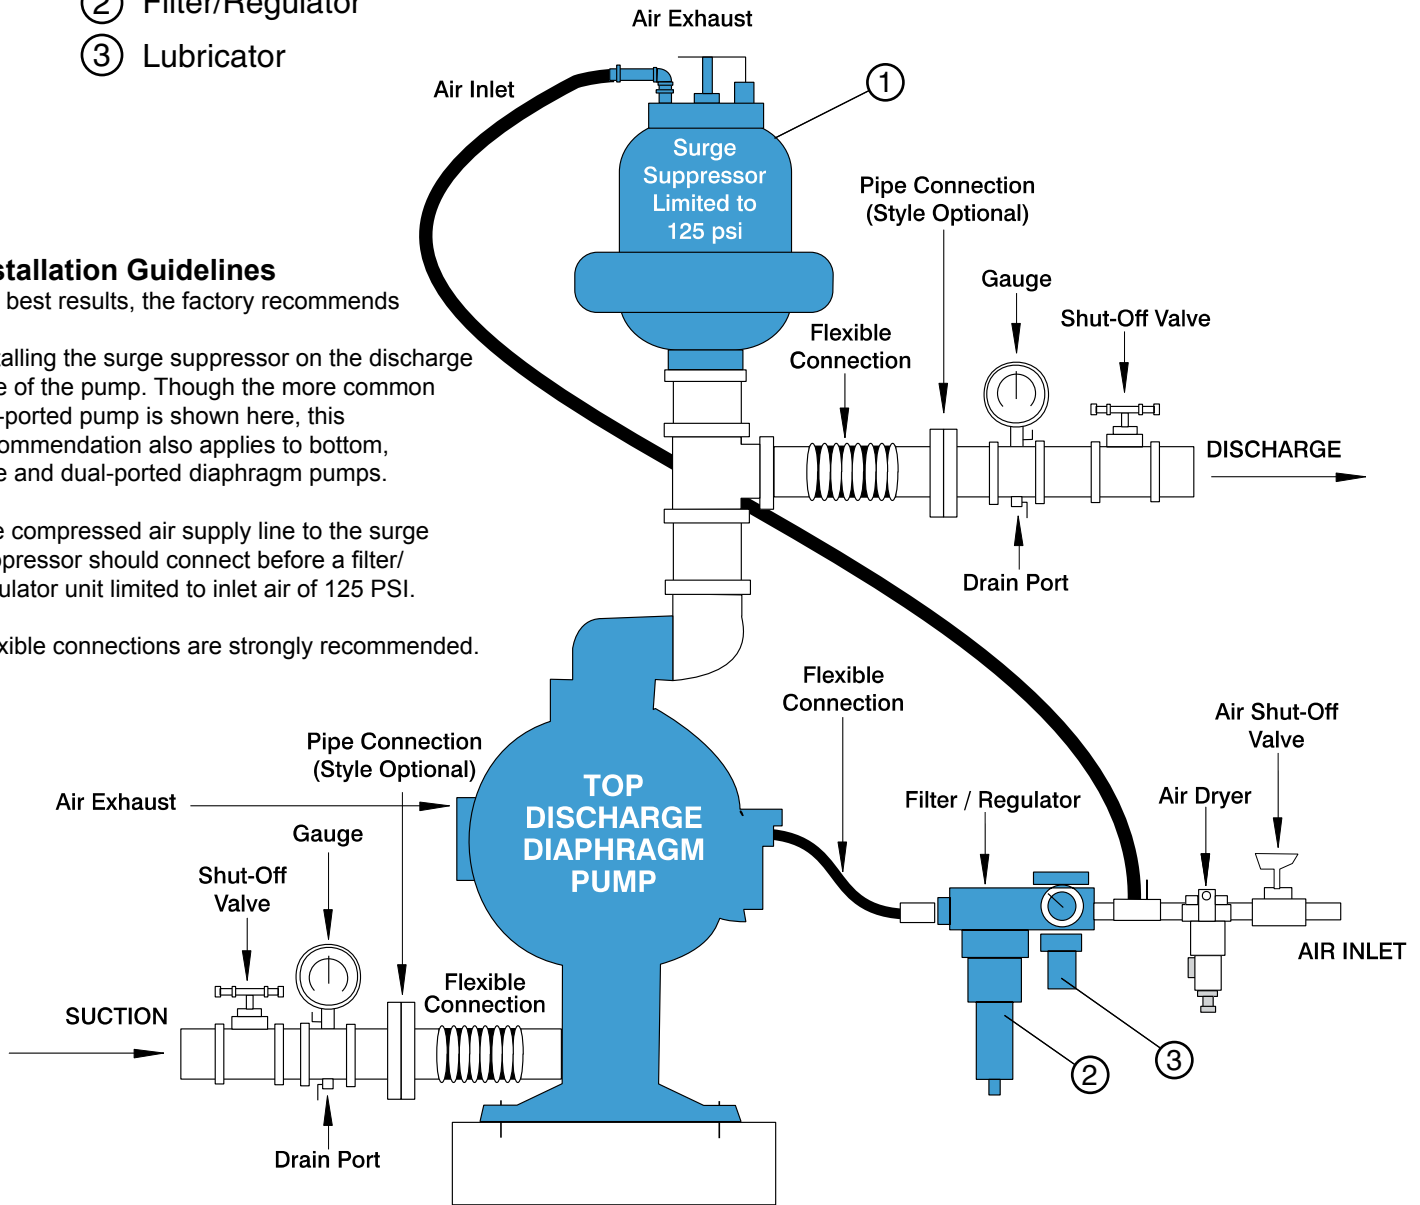 ② Filter/Regulator
③ Lubricator
Air Exhaust
Air Inlet
①
Surge
Suppressor
Limited to
125 psi
Pipe Connection
(Style Optional)
Gauge
Shut-Off Valve
Flexible
Connection
DISCHARGE
Drain Port
stallation Guidelines
best results, the factory recommends
talling the surge suppressor on the discharge
e of the pump. Though the more common
-ported pump is shown here, this
ommendation also applies to bottom,
e and dual-ported diaphragm pumps.
e compressed air supply line to the surge
ppressor should connect before a filter/
ulator unit limited to inlet air of 125 PSI.
exible connections are strongly recommended.
Flexible
Connection
Air Shut-Off
Valve
Pipe Connection
(Style Optional)
Air Exhaust
TOP
DISCHARGE
DIAPHRAGM
PUMP
Filter / Regulator
Air Dryer
Gauge
Shut-Off
Valve
Flexible
Connection
AIR INLET
SUCTION
②
③
Drain Port